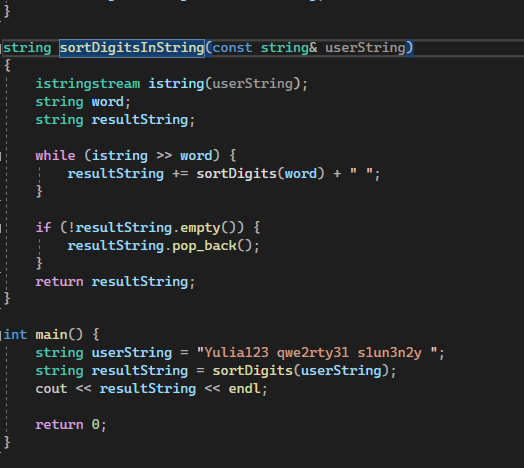 }
string sortDigitsInString(const string& userString)
{
    istringstream istring(userString);
    string word;
    string resultString;

    while (istring >> word) {
        resultString += sortDigits(word) + " ";
    }

    if (!resultString.empty()) {
        resultString.pop_back();
    }
    return resultString;
}

int main() {
    string userString = "Yulia123 qwe2rty31 s1un3n2y ";
    string resultString = sortDigits(userString);
    cout << resultString << endl;

    return 0;
}